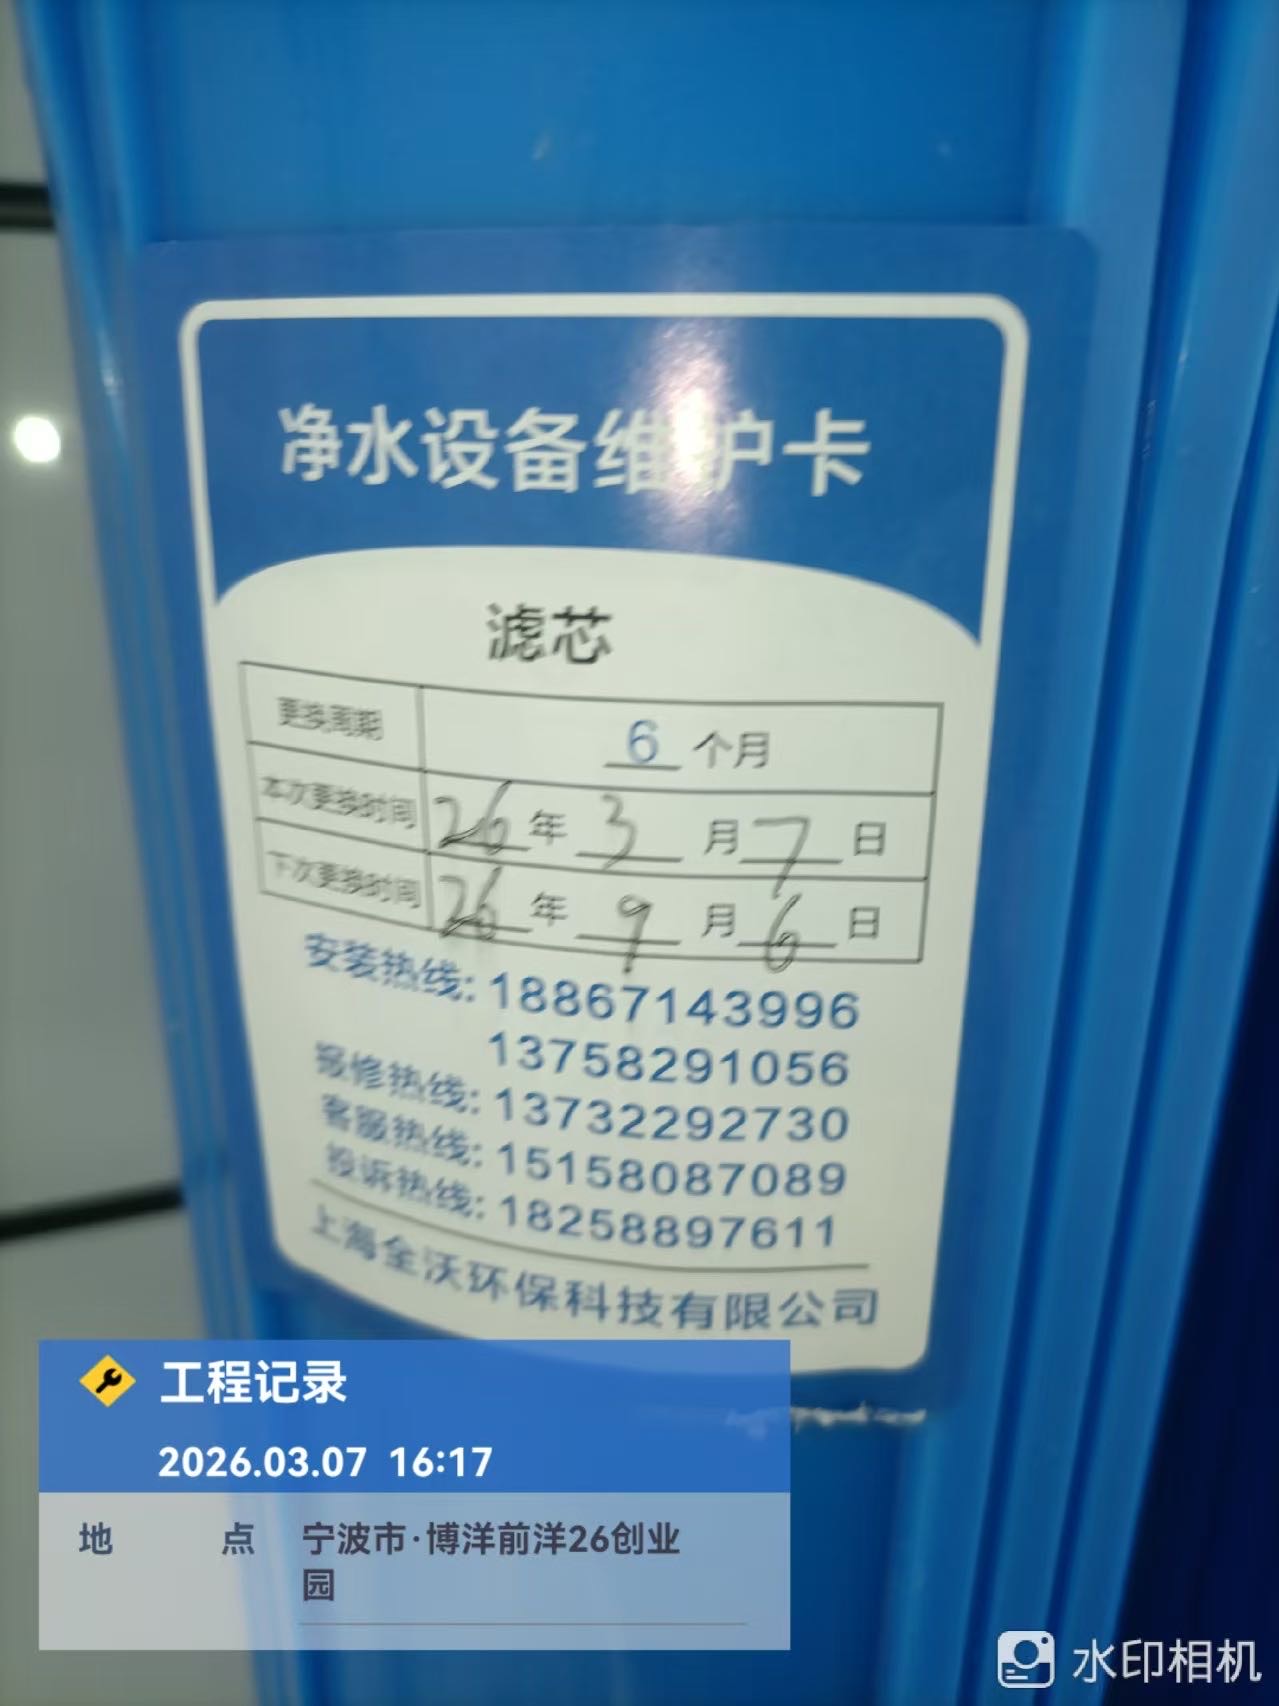 净水设备维护卡
滤芯
更换周期 6 个月
本次更换时间 26 年 3 月 7 日
下次更换时间 26 年 9 月 6 日
安装热线: 18867143996
13758291056
报修热线: 13732292730
客服热线: 15158087089
投诉热线: 18258897611
上海全沃环保科技有限公司
工程记录
2026.03.07 16:17
地 点 宁波市·博洋前洋26创业
园
水印相机